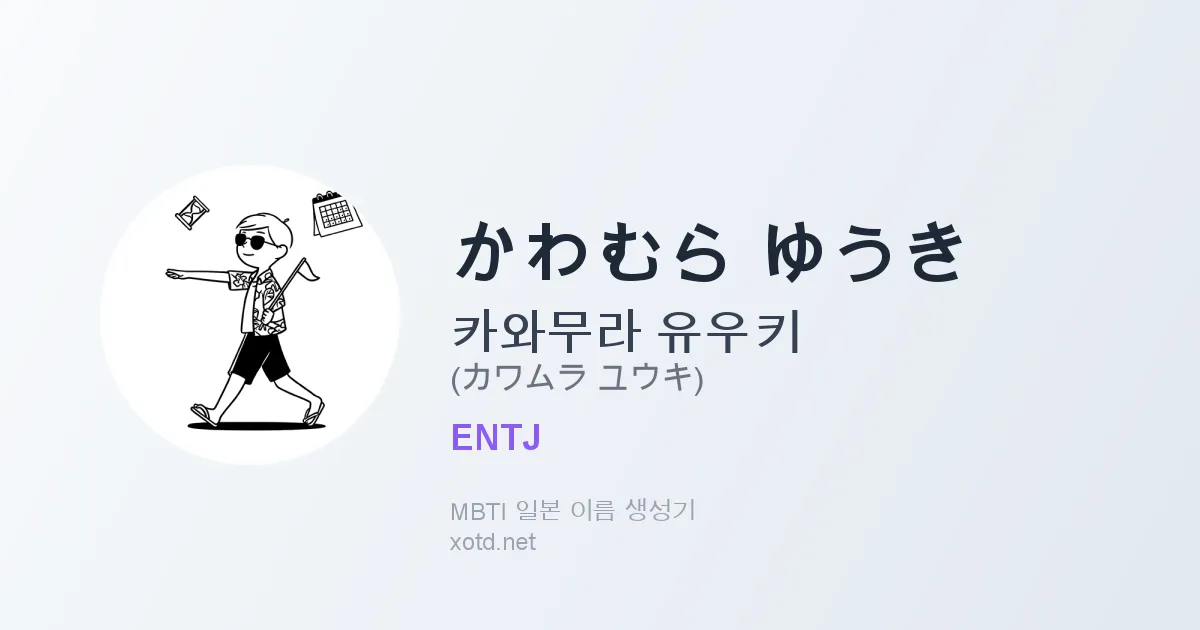 かわむら ゆうき
카와무라 유우키
(カワムラ ユウキ)
ENTJ
MBTI 일본 이름 생성기
xotd.net